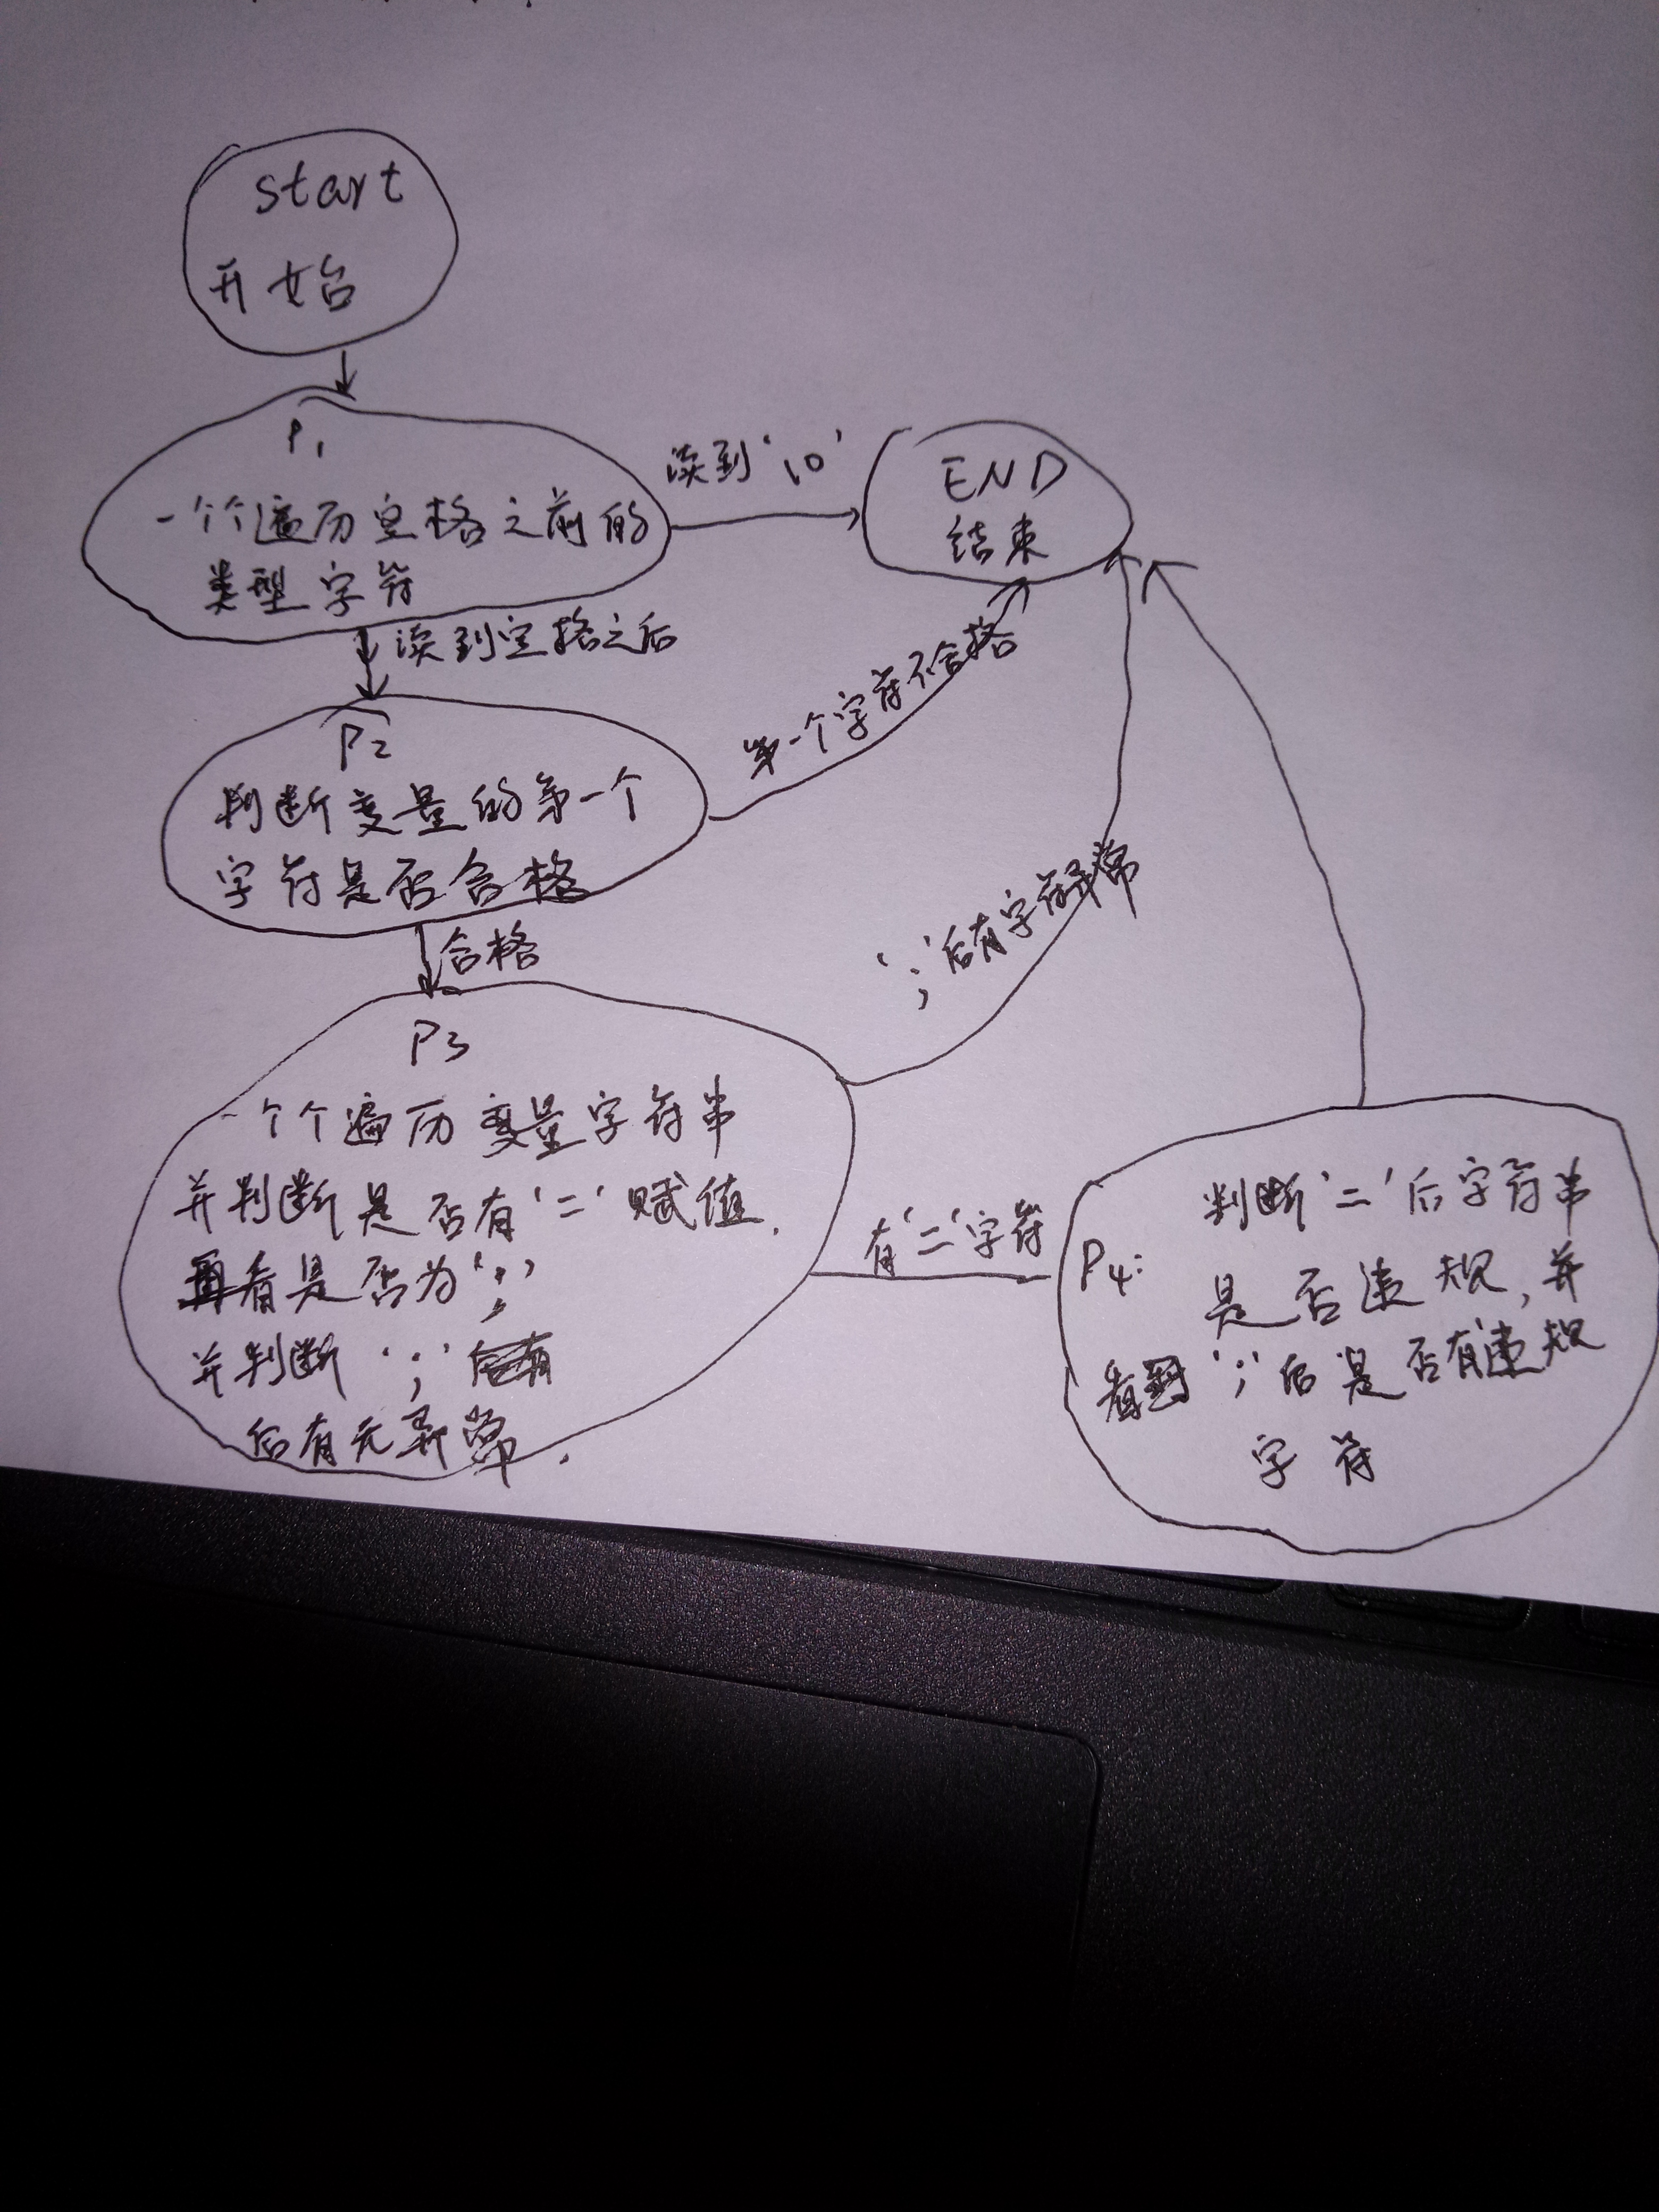 start
开始
P1
一个个遍历空格之前的
类型字符
读到'\0'
END
结束
读到空格之后
P2
判断变量的第一个
字符是否合格
第一个字符不合格
合格
';'后有字符异常
P3
一个个遍历变量字符串
并判断是否有'='赋值,
再看是否为';'
并判断';'
后有无异常.
有'='字符
P4:
判断'='后字符串
是否违规,并
看到';'后是否有违规
字符